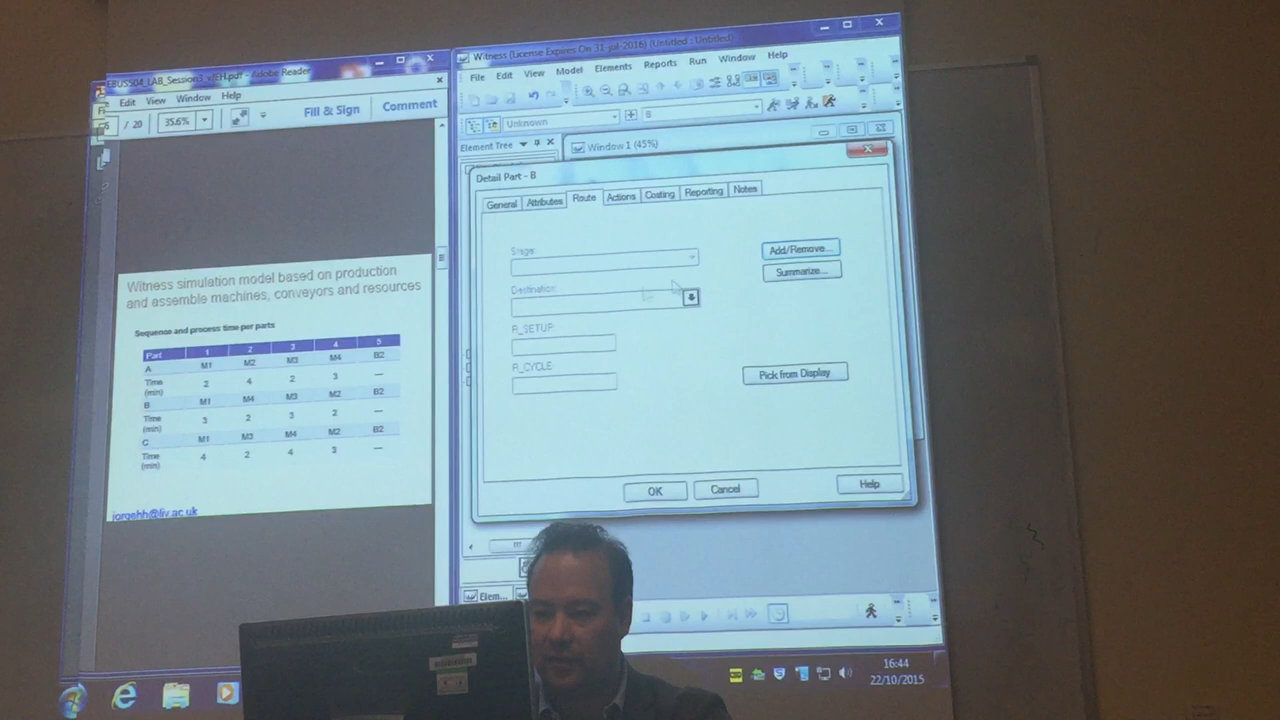 EBUS504_LAB_Session3_vJEH.pdf - Adobe Reader
Edit View Window Help
/ 20 35.6% Fill & Sign Comment
Witness simulation model based on production
and assemble machines, conveyors and resources
Sequence and process time per parts
Part 1 2 3 4 5
A M1 M2 M3 M4 B2
Time
(min) 2 4 2 3 —
B M1 M4 M3 M2 B2
Time
(min) 3 2 3 2 —
C M1 M3 M4 M2 B2
Time
(min) 4 2 4 3 —
jorgehh@liv.ac.uk
Witness (License Expires On 31-jul-2016) (Untitled : Untitled)
File Edit View Model Elements Reports Run Window Help
Unknown B
Element Tree
Window 1 (45%)
Detail Part - B
General Attributes Route Actions Costing Reporting Notes
Stage:
Add/Remove...
Summarize...
Destination:
R_SETUP:
R_CYCLE
Pick from Display
OK Cancel Help
Elem...
16:44
22/10/2015